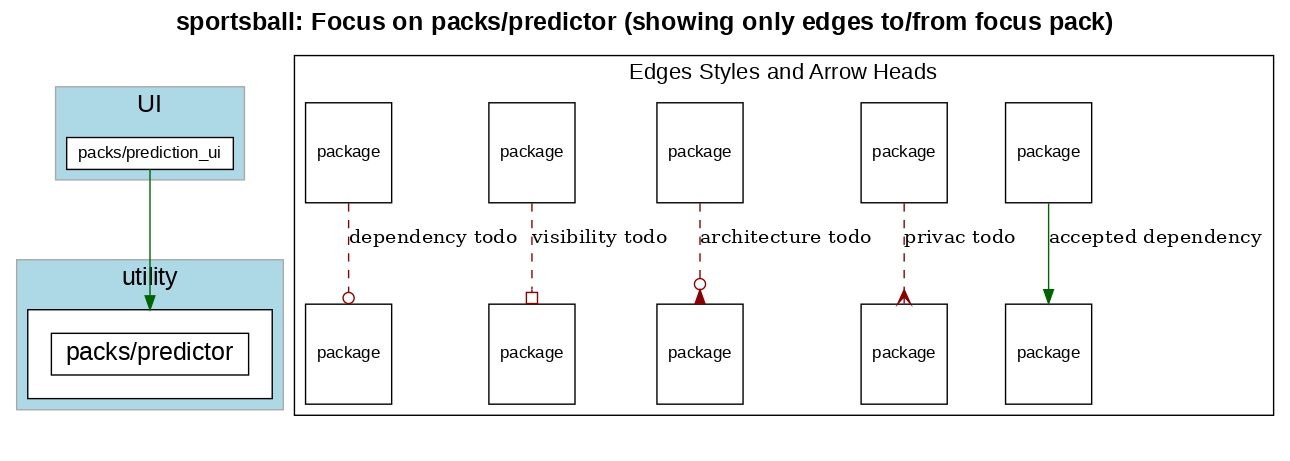 sportsball: Focus on packs/predictor (showing only edges to/from focus pack)
UI
packs/prediction_ui
utility
packs/predictor
Edges Styles and Arrow Heads
package package package package package
dependency todo visibility todo architecture todo privac todo accepted dependency
package package package package package